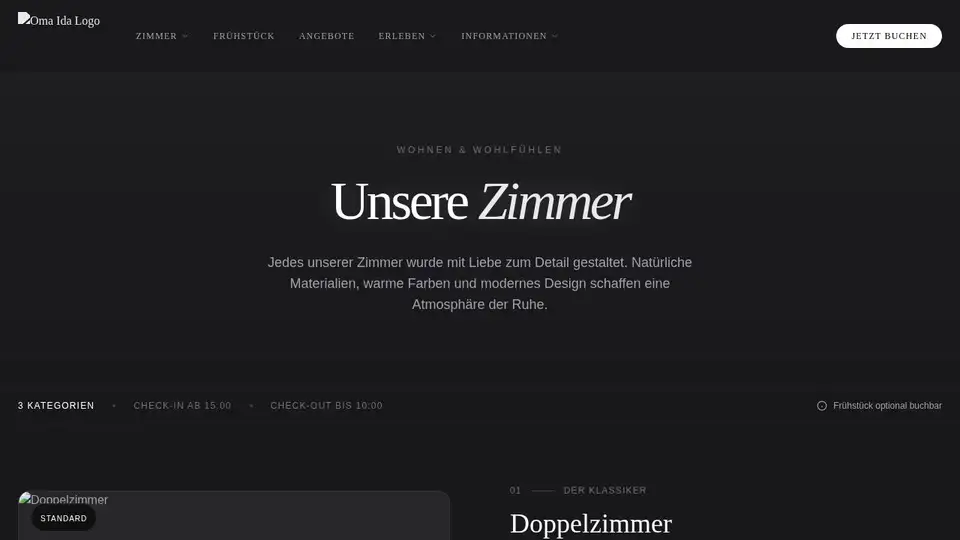 Oma Ida Logo
ZIMMER
FRÜHSTÜCK
ANGEBOTE
ERLEBEN
INFORMATIONEN
JETZT BUCHEN
WOHNEN & WOHLFÜHLEN
Unsere Zimmer
Jedes unserer Zimmer wurde mit Liebe zum Detail gestaltet. Natürliche
Materialien, warme Farben und modernes Design schaffen eine
Atmosphäre der Ruhe.
3 KATEGORIEN
CHECK-IN AB 15:00
CHECK-OUT BIS 10:00
Frühstück optional buchbar
Doppelzimmer
STANDARD
01
DER KLASSIKER
Doppelzimmer